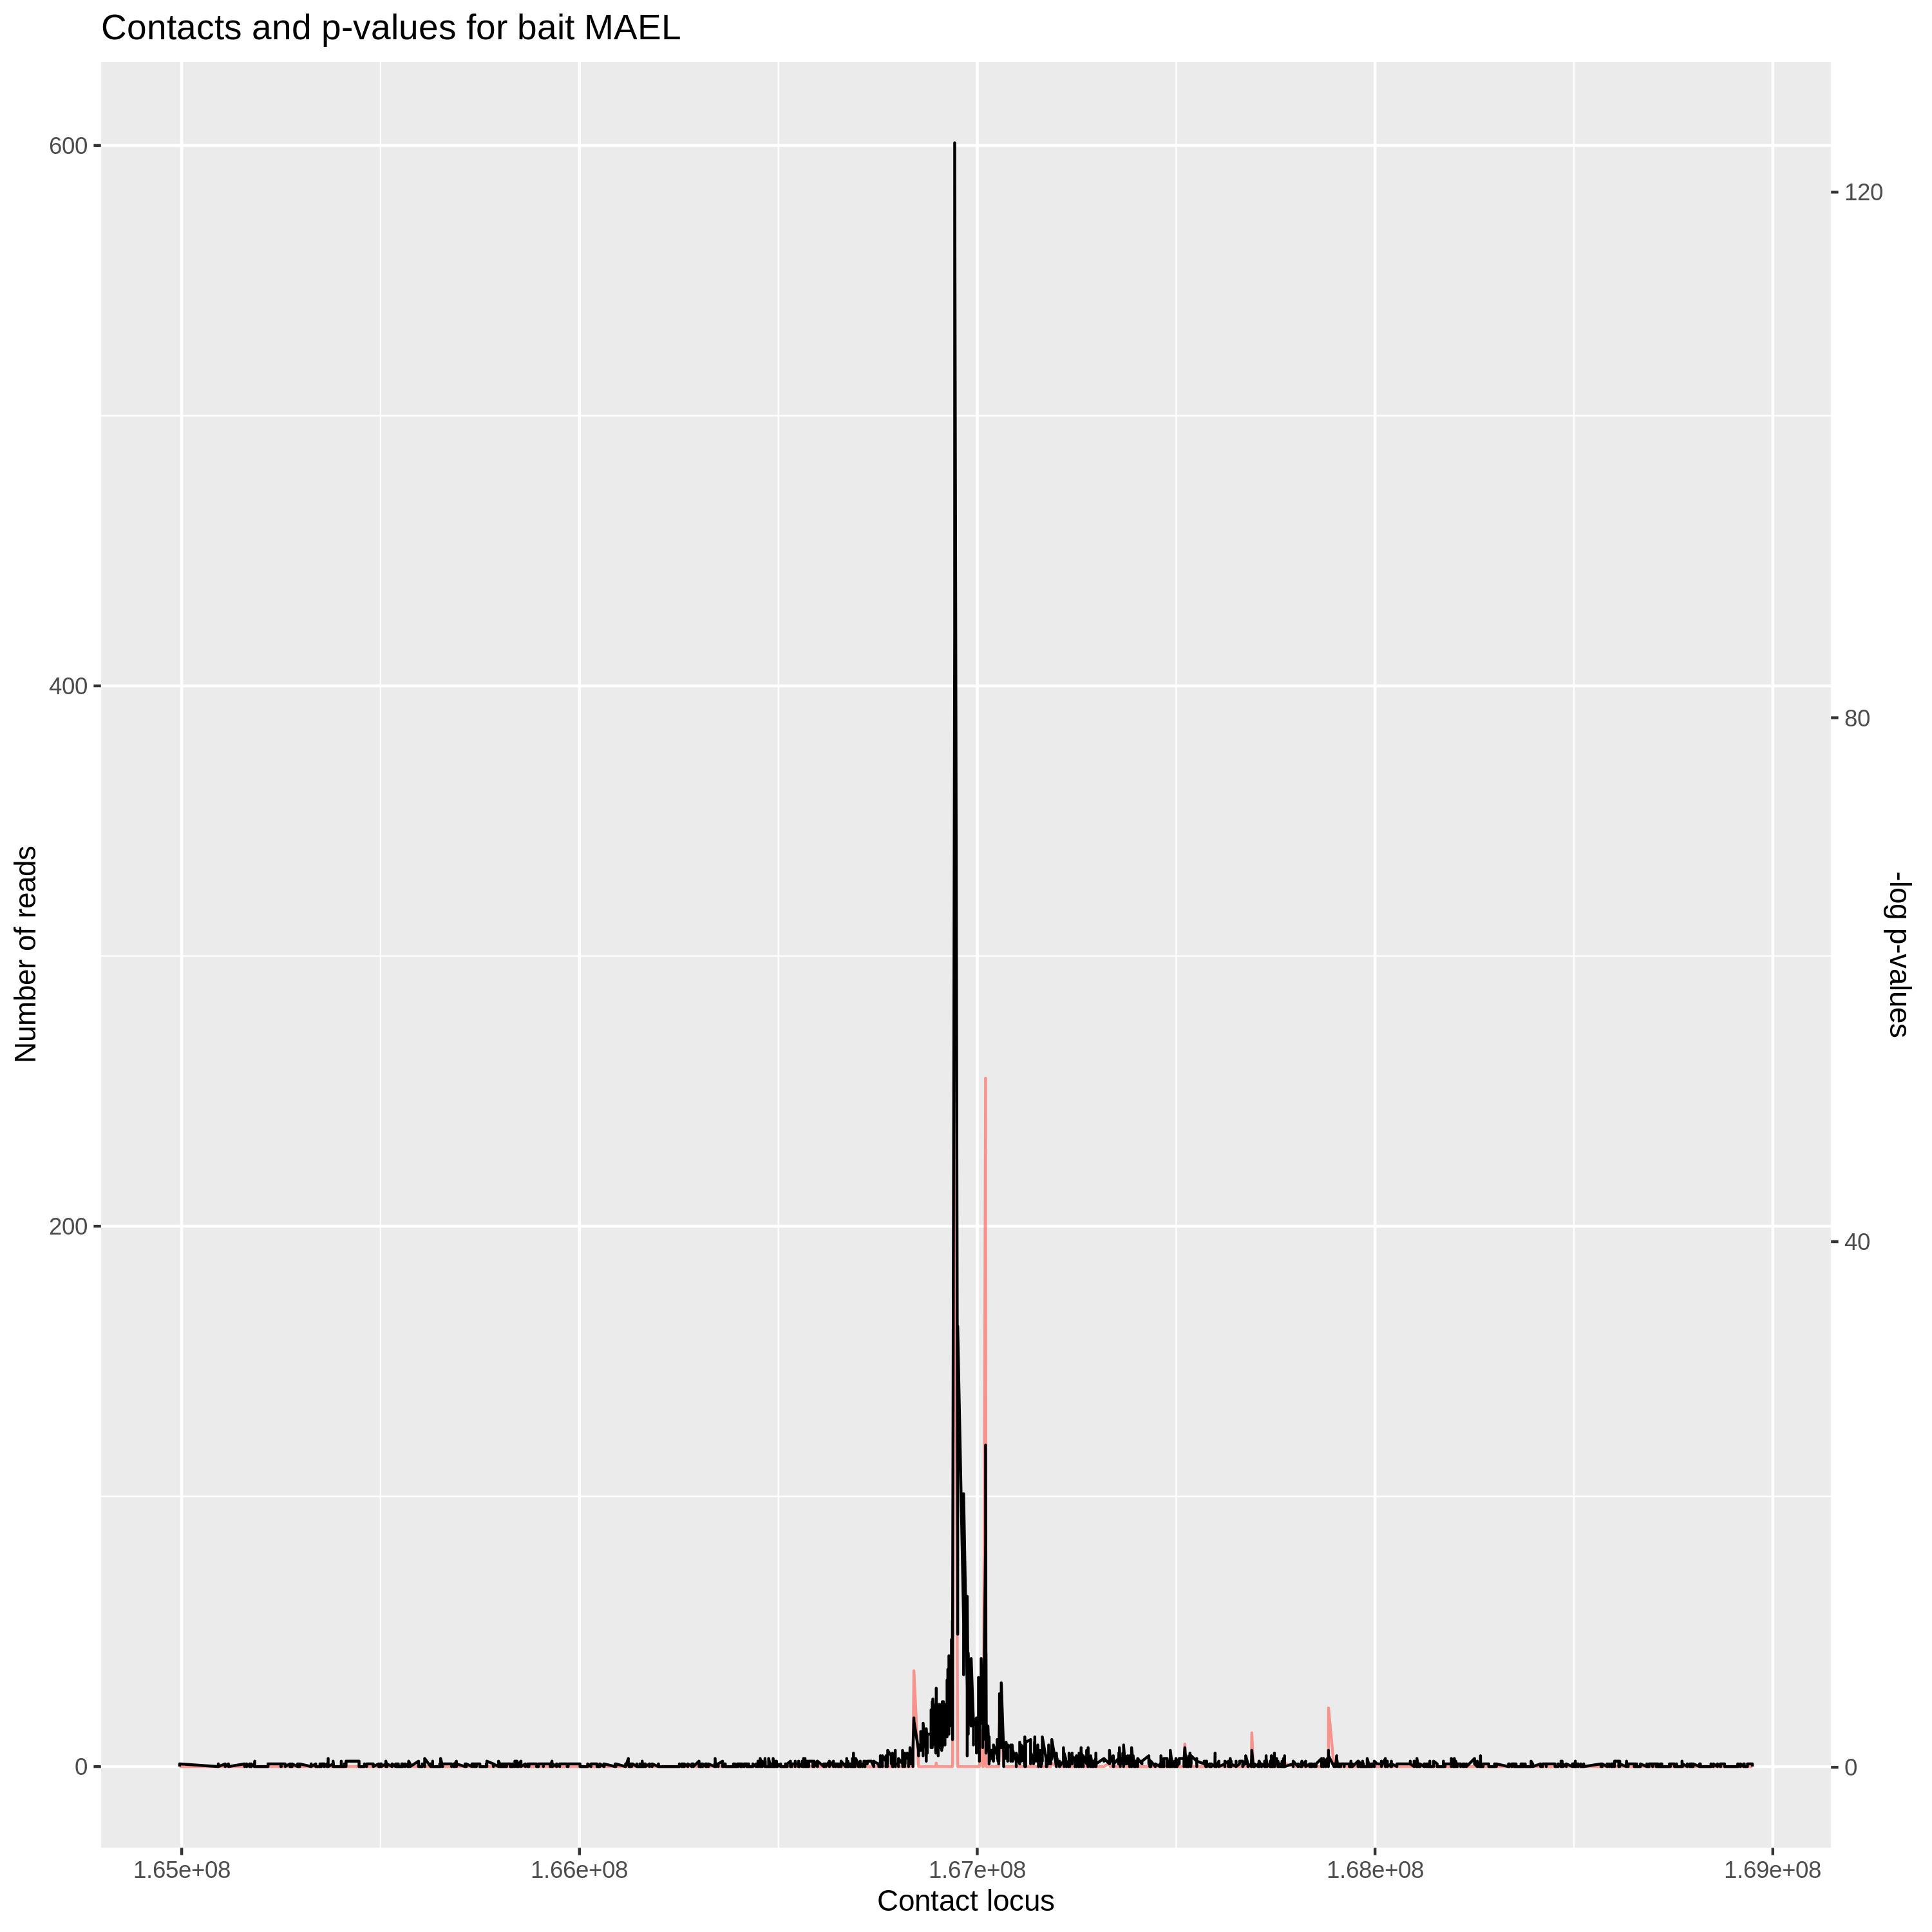 Contacts and p-values for bait MAEL
600
400
200
0
120
80
40
0
Number of reads
-log p-values
1.65e+08
1.66e+08
1.67e+08
1.68e+08
1.69e+08
Contact locus